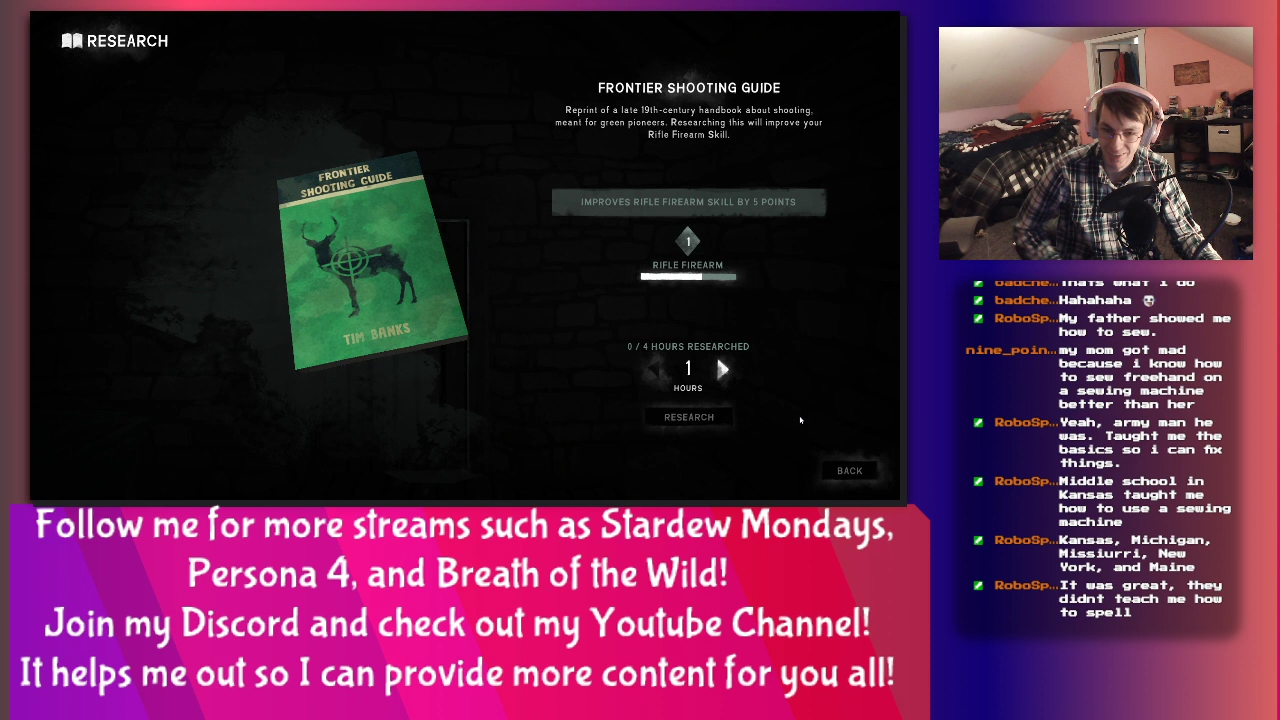 RESEARCH
FRONTIER SHOOTING GUIDE
Reprint of a late 19th-century handbook about shooting,
meant for green pioneers. Researching this will improve your
Rifle Firearm Skill.
FRONTIER
SHOOTING GUIDE
TIM BANKS
IMPROVES RIFLE FIREARM SKILL BY 5 POINTS
1
RIFLE FIREARM
0 / 4 HOURS RESEARCHED
1
HOURS
RESEARCH
BACK
badche...Thats what i do
badche...Hahahaha
RoboSp...My father showed me
how to sew.
nine_poin...my mom got mad
because i know how
to sew freehand on
a sewing machine
better than her
RoboSp...Yeah, army man he
was. Taught me the
basics so i can fix
things.
RoboSp...Middle school in
Kansas taught me
how to use a sewing
machine
RoboSp...Kansas, Michigan,
Missiurri, New
York, and Maine
RoboSp...It was great, they
didnt teach me how
to spell
Follow me for more streams such as Stardew Mondays,
Persona 4, and Breath of the Wild!
Join my Discord and check out my Youtube Channel!
It helps me out so I can provide more content for you all!